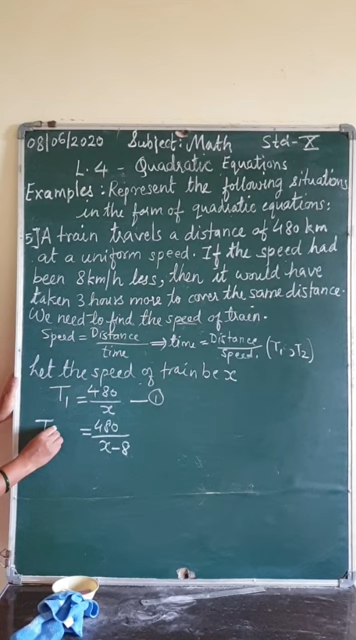 08/06/2020 Subject: Math Std-X
L. 4 - Quadratic Equations
Examples: Represent the following situations
in the form of quadratic equations:
5] A train travels a distance of 480 km
at a uniform speed. If the speed had
been 8 km/h less, then it would have
taken 3 hours more to cover the same distance.
We need to find the speed of train.
Speed = Distance/time ⇒ time = Distance/Speed. (T₁, T₂)
Let the speed of train be x
T₁ = 480/x — ①
T = 480/x-8